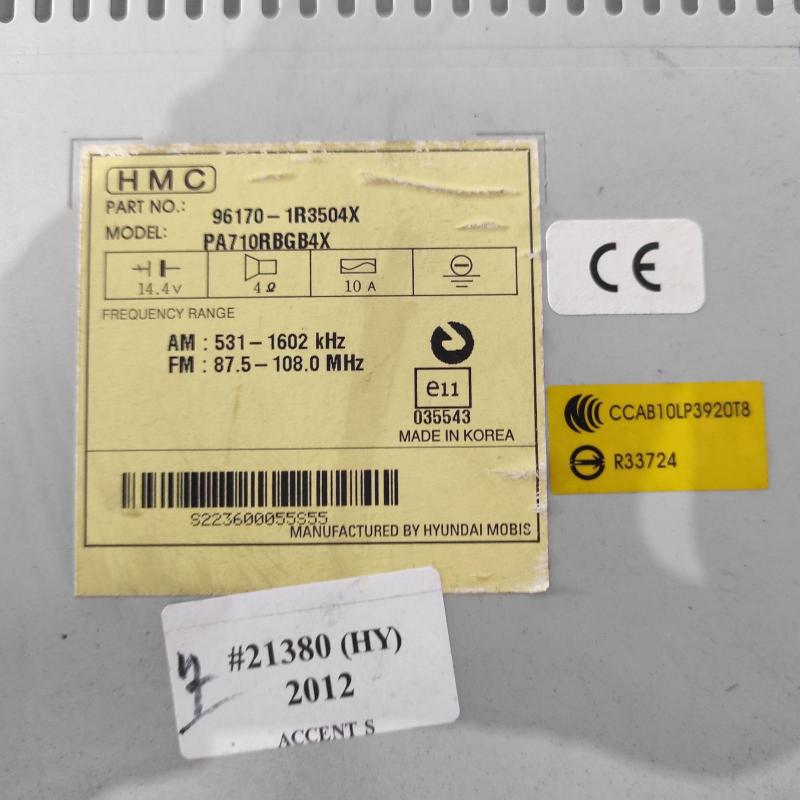 HMC
PART NO.: 96170-1R3504X
MODEL: PA710RBGB4X
14.4V 4Ω 10 A
FREQUENCY RANGE
AM : 531-1602 kHz
FM : 87.5-108.0 MHz
e11
035543
MADE IN KOREA
S223600055S55
MANUFACTURED BY HYUNDAI MOBIS
CE
CCAB10LP3920T8
R33724
#21380 (HY)
2012
ACCENT S